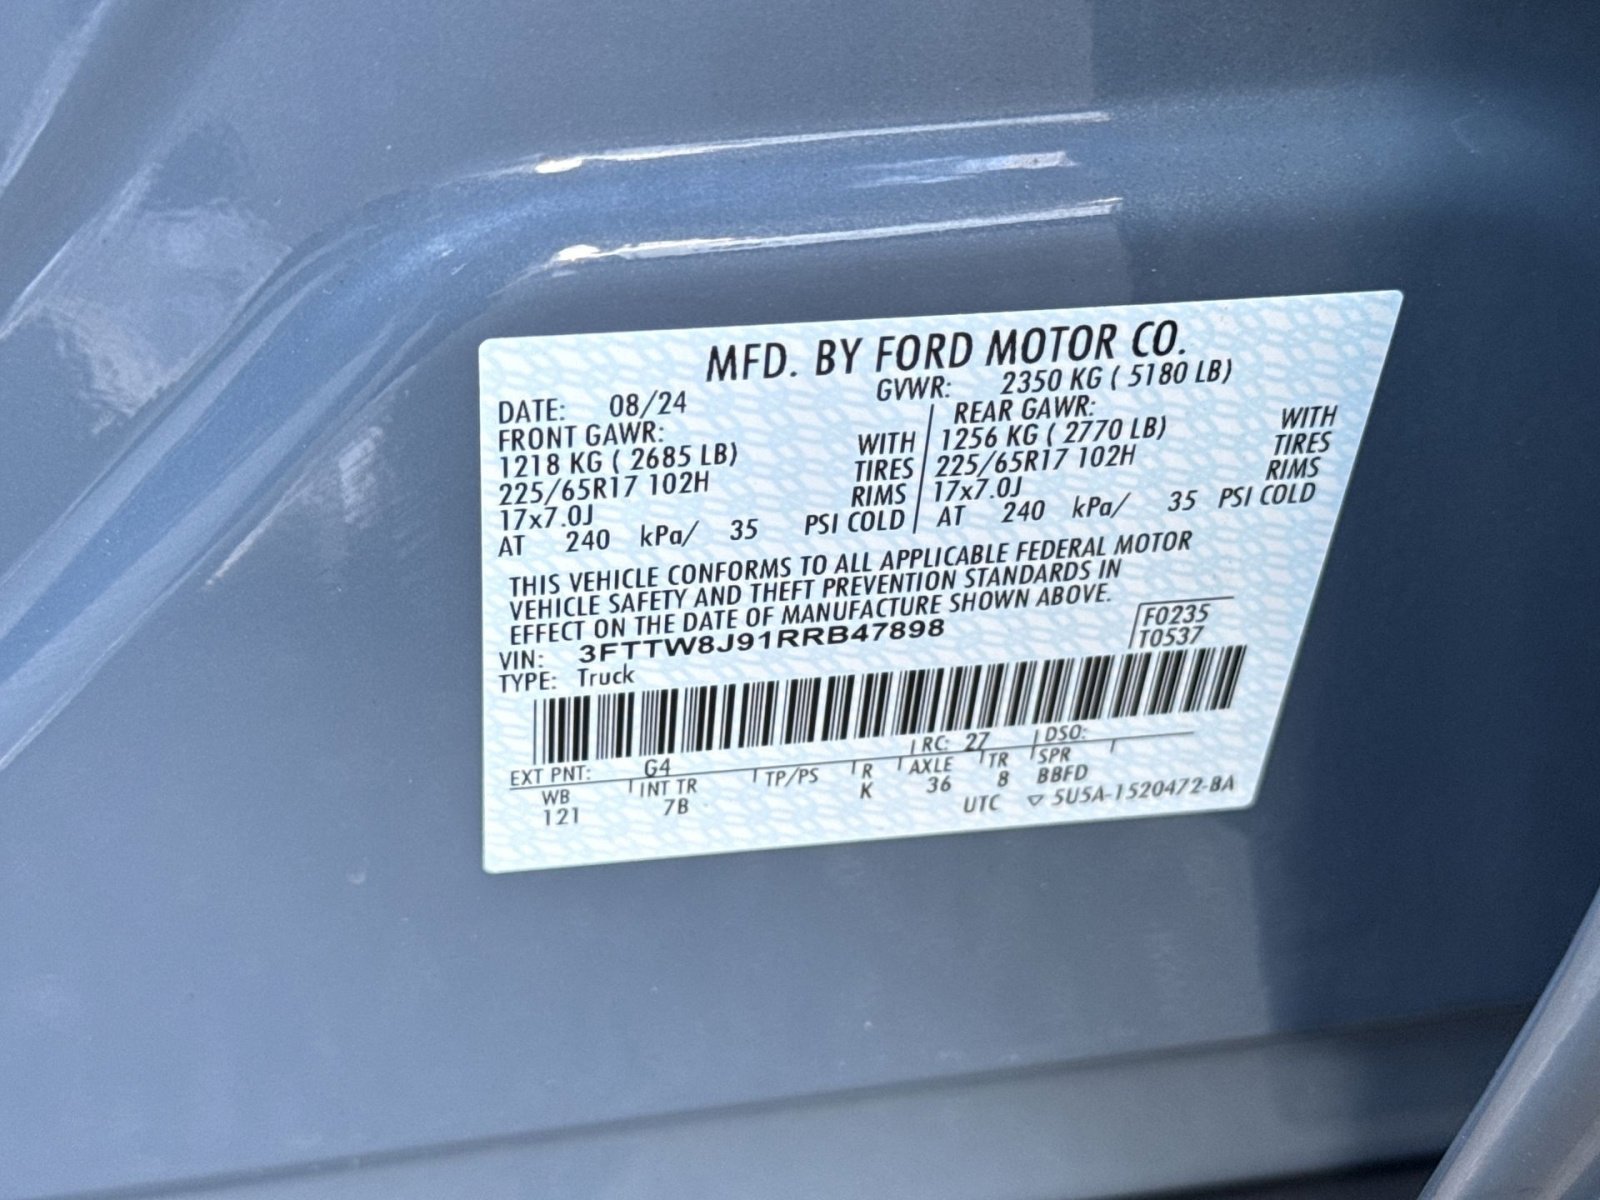 MFD. BY FORD MOTOR CO.
DATE: 08/24 GVWR: 2350 KG ( 5180 LB)
FRONT GAWR: REAR GAWR:
1218 KG ( 2685 LB) WITH 1256 KG ( 2770 LB) WITH
225/65R17 102H TIRES 225/65R17 102H TIRES
17x7.0J RIMS 17x7.0J RIMS
AT 240 kPa/ 35 PSI COLD AT 240 kPa/ 35 PSI COLD
THIS VEHICLE CONFORMS TO ALL APPLICABLE FEDERAL MOTOR
VEHICLE SAFETY AND THEFT PREVENTION STANDARDS IN
EFFECT ON THE DATE OF MANUFACTURE SHOWN ABOVE.
VIN: 3FTTW8J91RRB47898 F0235
TYPE: Truck T0537
EXT PNT: G4 RC: 27 DSO:
WB INT TR TP/PS R AXLE TR SPR
121 7B K 36 8 BBFD
UTC ▽ 5U5A-1520472-BA